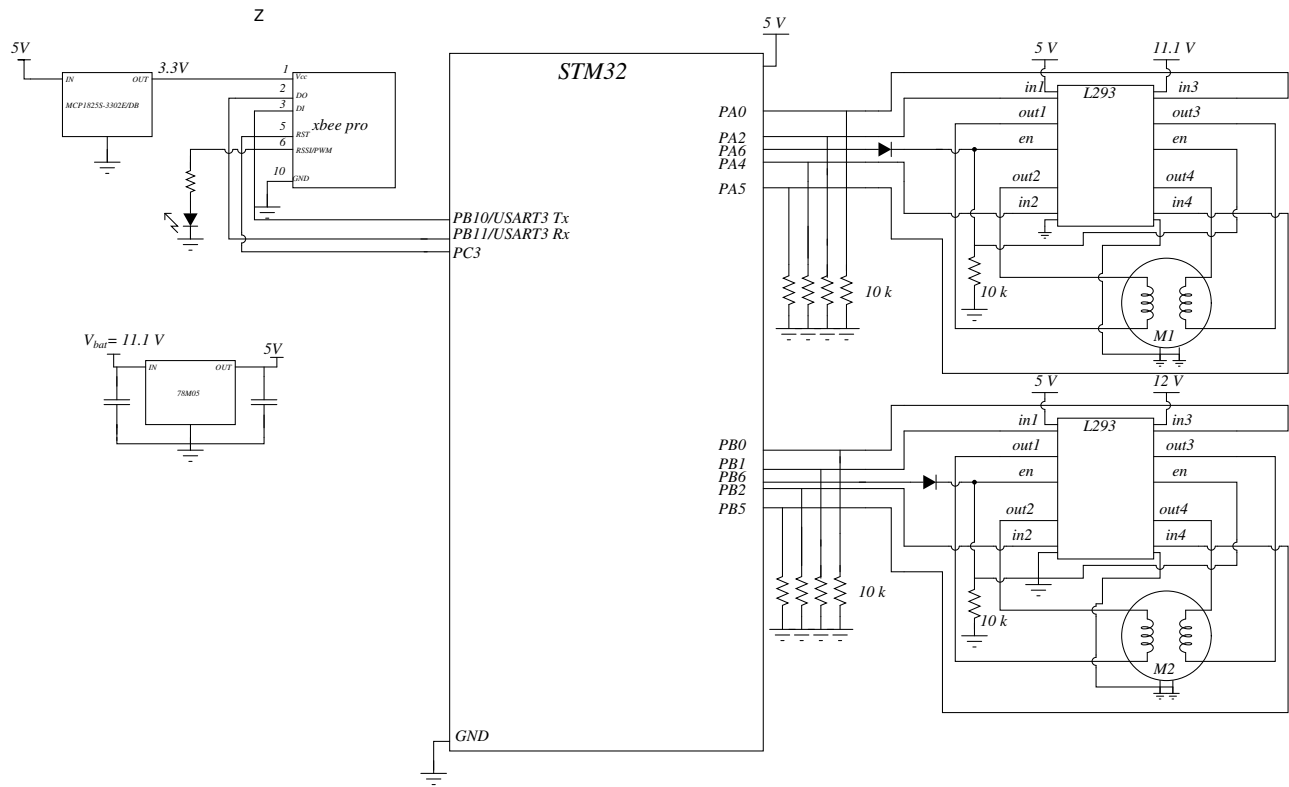 Z
5V
IN
OUT
MCP1825S-3302E/DB
3.3V
1
Vcc
2
DO
3
DI
xbee pro
5
RST
6
RSSI/PWM
10
GND
STM32
5 V
PB10/USART3 Tx
PB11/USART3 Rx
PC3
PA0
PA2
PA6
PA4
PA5
10 k
5 V
11.1 V
in1
L293
in3
out1
out3
en
en
out2
out4
in2
in4
10 k
M1
Vbat= 11.1 V
IN
OUT
5V
78M05
PB0
PB1
PB6
PB2
PB5
10 k
5 V
12 V
in1
L293
in3
out1
out3
en
en
out2
out4
in2
in4
10 k
M2
GND